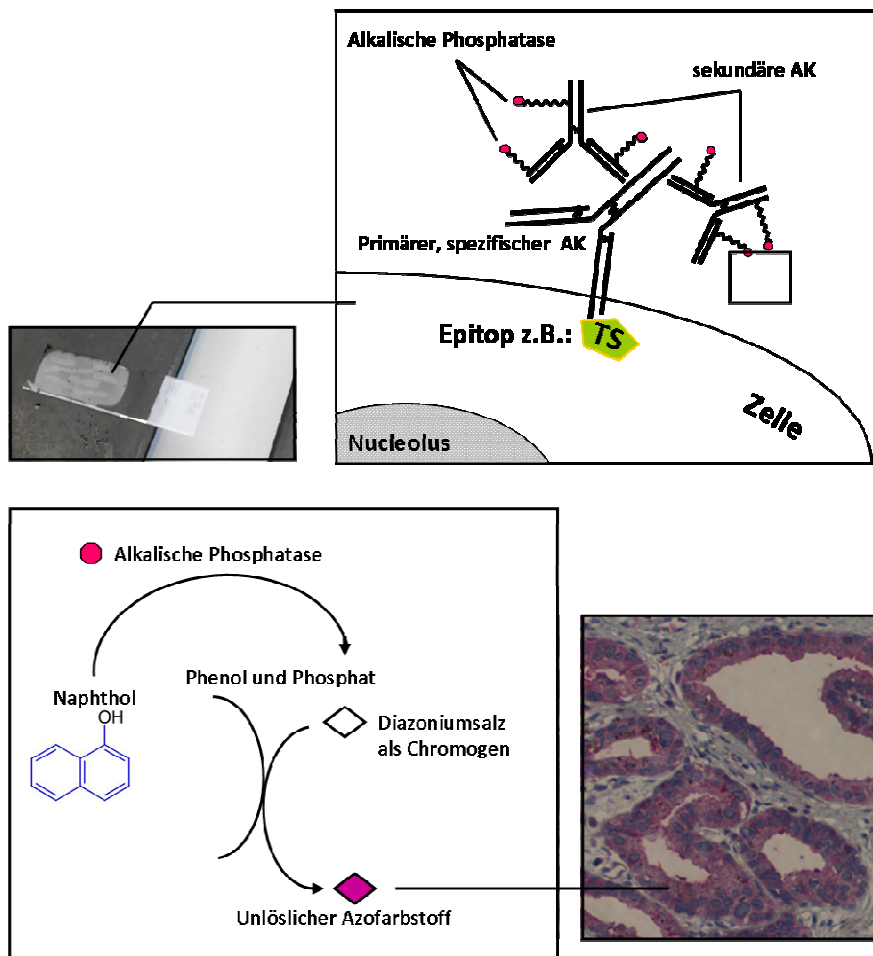 Alkalische Phosphatase
sekundäre AK
Primärer, spezifischer AK
Epitop z.B.:
TS
Zelle
Nucleolus
Alkalische Phosphatase
Phenol und Phosphat
Naphthol
OH
Diazoniumsalz
als Chromogen
Unlöslicher Azofarbstoff